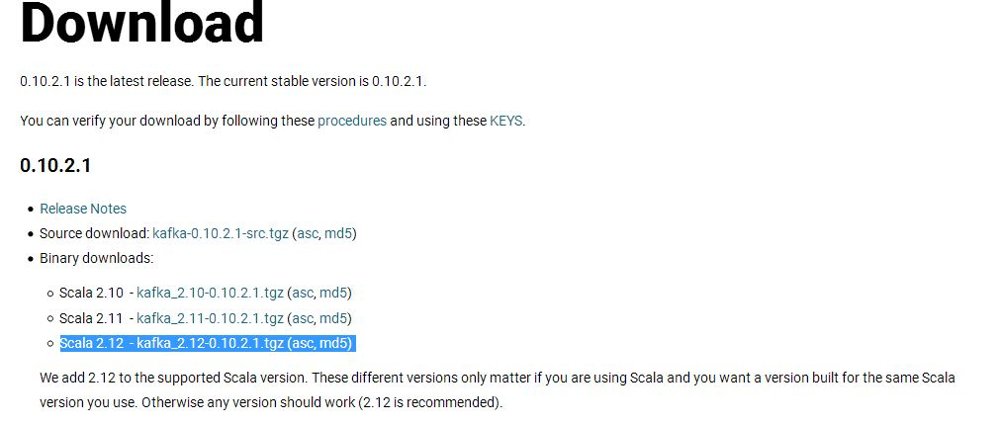 Download
0.10.2.1 is the latest release. The current stable version is 0.10.2.1.
You can verify your download by following these procedures and using these KEYS.
0.10.2.1
• Release Notes
• Source download: kafka-0.10.2.1-src.tgz (asc, md5)
• Binary downloads:
◦ Scala 2.10 - kafka_2.10-0.10.2.1.tgz (asc, md5)
◦ Scala 2.11 - kafka_2.11-0.10.2.1.tgz (asc, md5)
◦ Scala 2.12 - kafka_2.12-0.10.2.1.tgz (asc, md5)
We add 2.12 to the supported Scala version. These different versions only matter if you are using Scala and you want a version built for the same Scala
version you use. Otherwise any version should work (2.12 is recommended).